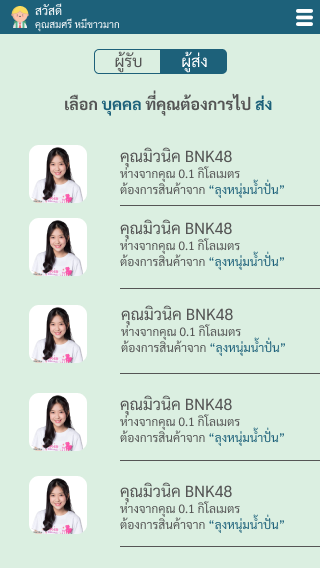 สวัสดี
คุณสมศรี หมีขาวมาก
ผู้รับ ผู้ส่ง
เลือก บุคคล ที่คุณต้องการไป ส่ง
คุณมิวนิค BNK48
ห่างจากคุณ 0.1 กิโลเมตร
ต้องการสินค้าจาก “ลุงหนุ่มน้ำปั่น”
คุณมิวนิค BNK48
ห่างจากคุณ 0.1 กิโลเมตร
ต้องการสินค้าจาก “ลุงหนุ่มน้ำปั่น”
คุณมิวนิค BNK48
ห่างจากคุณ 0.1 กิโลเมตร
ต้องการสินค้าจาก “ลุงหนุ่มน้ำปั่น”
คุณมิวนิค BNK48
ห่างจากคุณ 0.1 กิโลเมตร
ต้องการสินค้าจาก “ลุงหนุ่มน้ำปั่น”
คุณมิวนิค BNK48
ห่างจากคุณ 0.1 กิโลเมตร
ต้องการสินค้าจาก “ลุงหนุ่มน้ำปั่น”